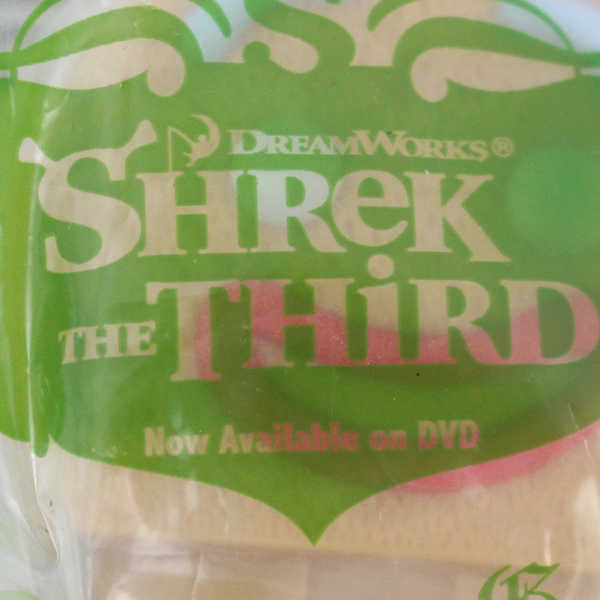 DREAMWORKS®
SHREK
THE THIRD
Now Available on DVD